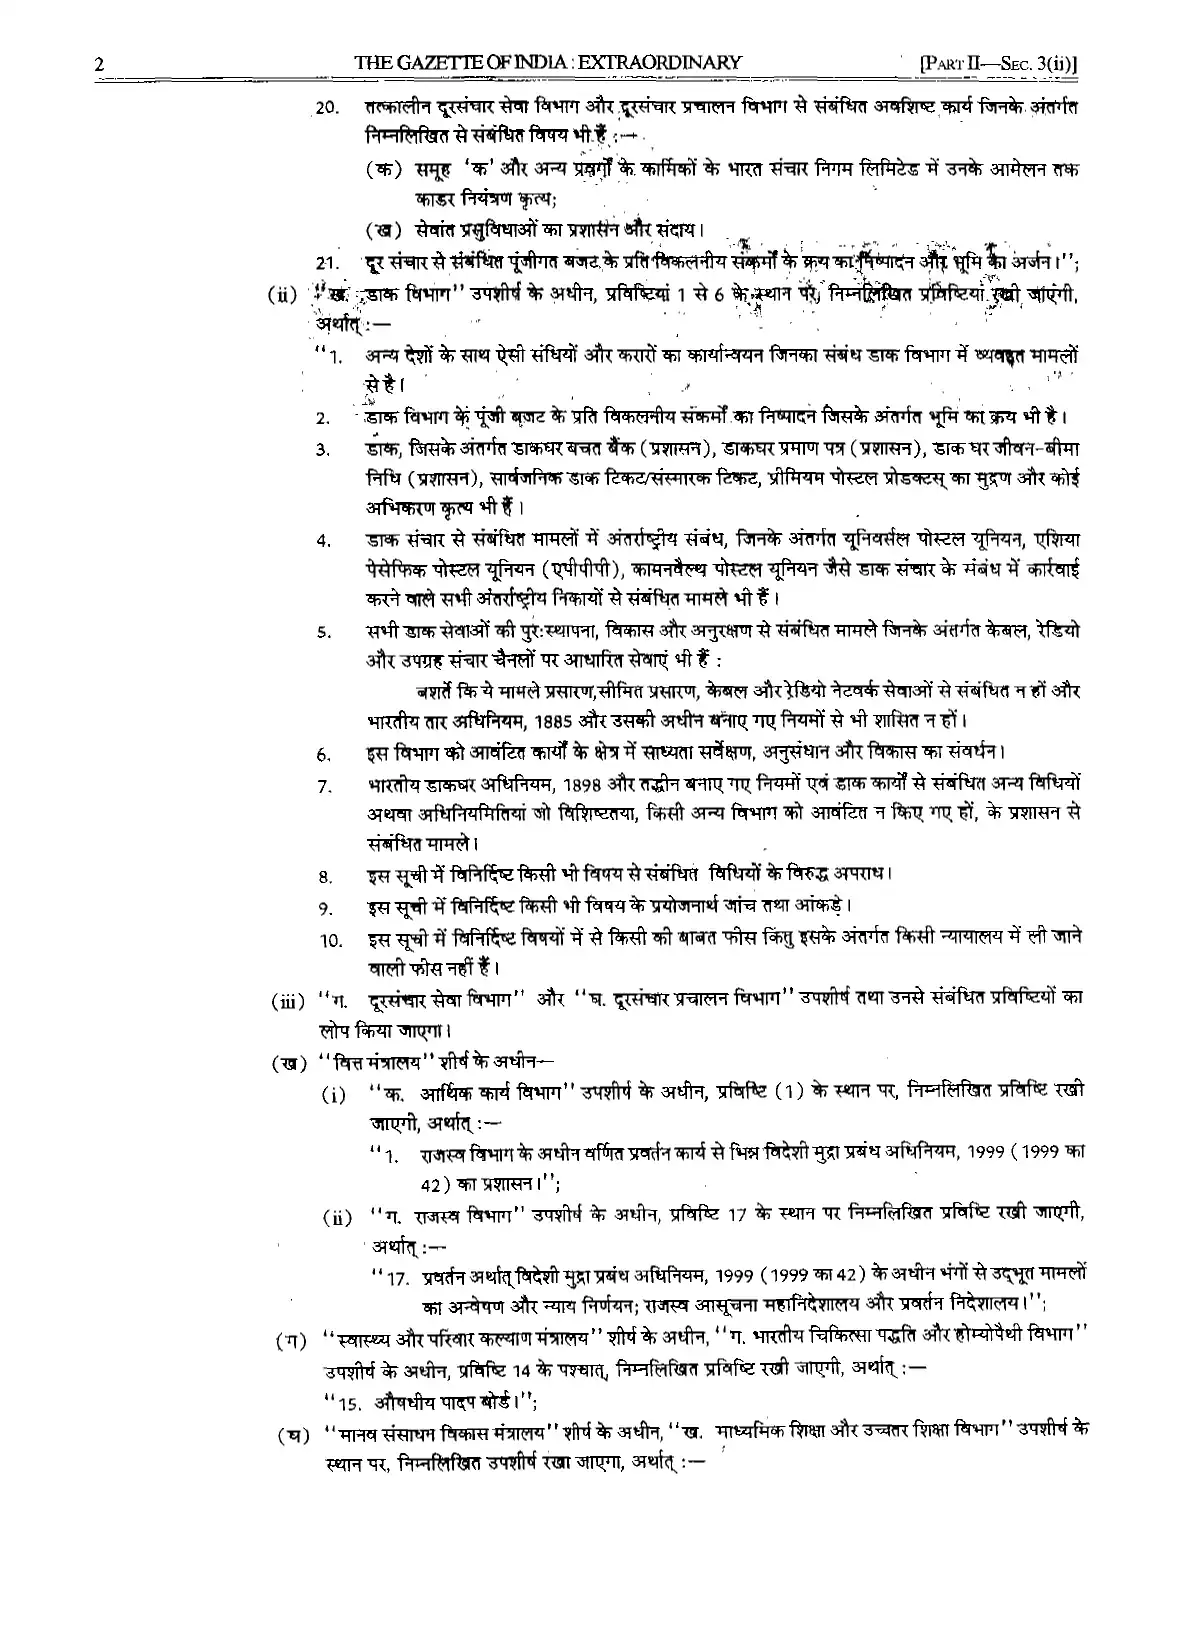 2 THE GAZETTE OF INDIA : EXTRAORDINARY [PART II—SEC. 3(ii)]
20. तत्कालीन दूरसंचार सेवा विभाग और दूरसंचार प्रचालन विभाग से संबंधित अवशिष्ट कार्य जिनके अंतर्गत
निम्नलिखित से संबंधित विषय भी हैं :—
(क) समूह 'क' और अन्य प्रवर्गों के कार्मिकों के भारत संचार निगम लिमिटेड में उनके आमेलन तक
काडर नियंत्रण कृत्य;
(ख) सेवांत प्रसुविधाओं का प्रशासन और संदाय।
21. दूर संचार से संबंधित पूंजीगत बजट के प्रति विकलनीय संकर्मों के क्रय का निष्पादन और भूमि का अर्जन।'';
(ii) ''ख. डाक विभाग'' उपशीर्ष के अधीन, प्रविष्टियां 1 से 6 के स्थान पर, निम्नलिखित प्रविष्टियां रखी जाएंगी,
अर्थात् :—
''1. अन्य देशों के साथ ऐसी संधियों और करारों का कार्यान्वयन जिनका संबंध डाक विभाग में व्यवहृत मामलों
से है।
2. डाक विभाग के पूंजी बजट के प्रति विकलनीय संकर्मों का निष्पादन जिसके अंतर्गत भूमि का क्रय भी है।
3. डाक, जिसके अंतर्गत डाकघर बचत बैंक (प्रशासन), डाकघर प्रमाण पत्र (प्रशासन), डाक घर जीवन-बीमा
निधि (प्रशासन), सार्वजनिक डाक टिकट/संस्मारक टिकट, प्रीमियम पोस्टल प्रोडक्टस् का मुद्रण और कोई
अभिकरण कृत्य भी हैं।
4. डाक संचार से संबंधित मामलों में अंतर्राष्ट्रीय संबंध, जिनके अंतर्गत यूनिवर्सल पोस्टल यूनियन, एशिया
पेसेफिक पोस्टल यूनियन (एपीपीपी), कामनवैल्थ पोस्टल यूनियन जैसे डाक संचार के संबंध में कार्रवाई
करने वाले सभी अंतर्राष्ट्रीय निकायों से संबंधित मामले भी हैं।
5. सभी डाक सेवाओं की पुरःस्थापना, विकास और अनुरक्षण से संबंधित मामले जिनके अंतर्गत केबल, रेडियो
और उपग्रह संचार चैनलों पर आधारित सेवाएं भी हैं :
बशर्ते कि ये मामले प्रसारण,सीमित प्रसारण, केबल और रेडियो नेटवर्क सेवाओं से संबंधित न हों और
भारतीय तार अधिनियम, 1885 और उसकी अधीन बनाए गए नियमों से भी शासित न हों।
6. इस विभाग को आवंटित कार्यों के क्षेत्र में साध्यता सर्वेक्षण, अनुसंधान और विकास का संवर्धन।
7. भारतीय डाकघर अधिनियम, 1898 और तद्धीन बनाए गए नियमों एवं डाक कार्यों से संबंधित अन्य विधियों
अथवा अधिनियमितियां जो विशिष्टतया, किसी अन्य विभाग को आवंटित न किए गए हों, के प्रशासन से
संबंधित मामले।
8. इस सूची में विनिर्दिष्ट किसी भी विषय से संबंधित विधियों के विरुद्ध अपराध।
9. इस सूची में विनिर्दिष्ट किसी भी विषय के प्रयोजनार्थ जांच तथा आंकड़े।
10. इस सूची में विनिर्दिष्ट विषयों में से किसी की बाबत फीस किंतु इसके अंतर्गत किसी न्यायालय में ली जाने
वाली फीस नहीं हैं।
(iii) ''ग. दूरसंचार सेवा विभाग'' और ''घ. दूरसंचार प्रचालन विभाग'' उपशीर्ष तथा उनसे संबंधित प्रविष्टियों का
लोप किया जाएगा।
(ख) ''वित्त मंत्रालय'' शीर्ष के अधीन—
(i) ''क. आर्थिक कार्य विभाग'' उपशीर्ष के अधीन, प्रविष्टि (1) के स्थान पर, निम्नलिखित प्रविष्टि रखी
जाएगी, अर्थात् :—
''1. राजस्व विभाग के अधीन वर्णित प्रवर्तन कार्य से भिन्न विदेशी मुद्रा प्रबंध अधिनियम, 1999 (1999 का
42) का प्रशासन।'';
(ii) ''ग. राजस्व विभाग'' उपशीर्ष के अधीन, प्रविष्टि 17 के स्थान पर निम्नलिखित प्रविष्टि रखी जाएगी,
अर्थात् :—
''17. प्रवर्तन अर्थात् विदेशी मुद्रा प्रबंध अधिनियम, 1999 (1999 का 42) के अधीन भंगों से उद्भूत मामलों
का अन्वेषण और न्याय निर्णयन; राजस्व आसूचना महानिदेशालय और प्रवर्तन निदेशालय।'';
(ग) ''स्वास्थ्य और परिवार कल्याण मंत्रालय'' शीर्ष के अधीन, ''ग. भारतीय चिकित्सा पद्धति और होम्योपैथी विभाग''
उपशीर्ष के अधीन, प्रविष्टि 14 के पश्चात्, निम्नलिखित प्रविष्टि रखी जाएगी, अर्थात् :—
''15. औषधीय पादप बोर्ड।'';
(घ) ''मानव संसाधन विकास मंत्रालय'' शीर्ष के अधीन, ''ख. माध्यमिक शिक्षा और उच्चतर शिक्षा विभाग'' उपशीर्ष के
स्थान पर, निम्नलिखित उपशीर्ष रखा जाएगा, अर्थात् :—